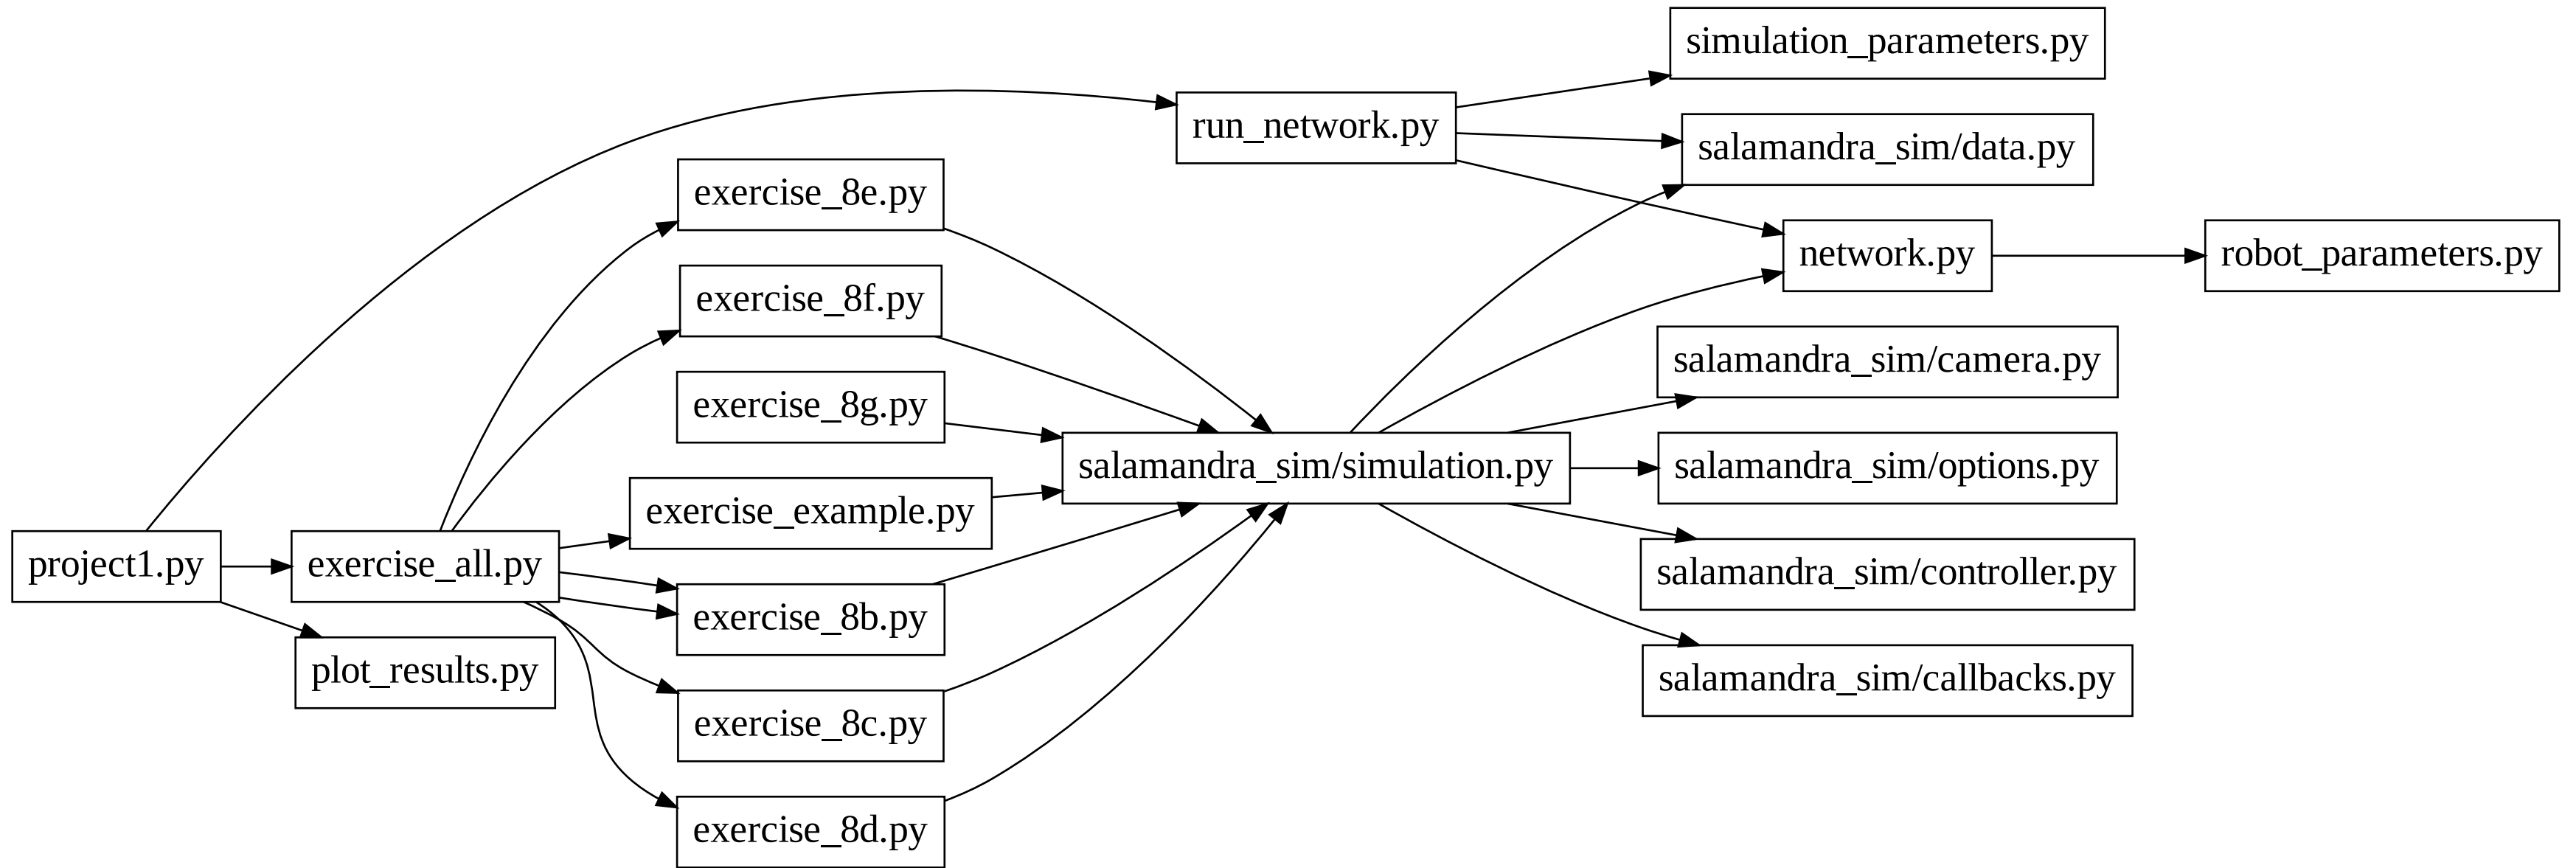 simulation_parameters.py
run_network.py
salamandra_sim/data.py
exercise_8e.py
network.py
robot_parameters.py
exercise_8f.py
salamandra_sim/camera.py
exercise_8g.py
salamandra_sim/simulation.py
salamandra_sim/options.py
exercise_example.py
project1.py
exercise_all.py
salamandra_sim/controller.py
exercise_8b.py
plot_results.py
salamandra_sim/callbacks.py
exercise_8c.py
exercise_8d.py